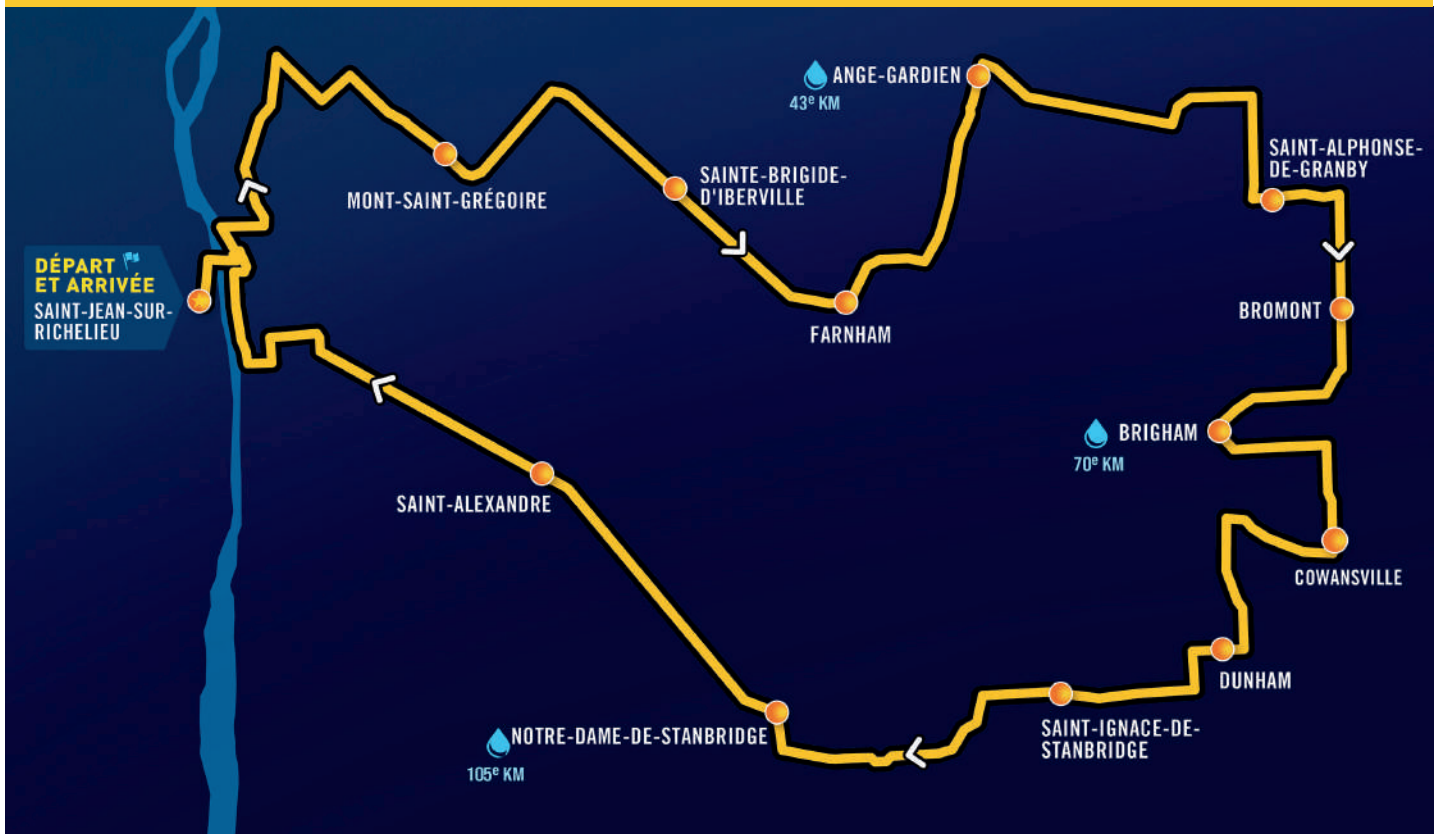 ANGE-GARDIEN
43e KM
SAINT-ALPHONSE-
DE-GRANBY
SAINTE-BRIGIDE-
D'IBERVILLE
MONT-SAINT-GRÉGOIRE
DÉPART
ET ARRIVÉE
SAINT-JEAN-SUR-
RICHELIEU
BROMONT
FARNHAM
BRIGHAM
70e KM
SAINT-ALEXANDRE
COWANSVILLE
DUNHAM
NOTRE-DAME-DE-STANBRIDGE
105e KM
SAINT-IGNACE-DE-
STANBRIDGE